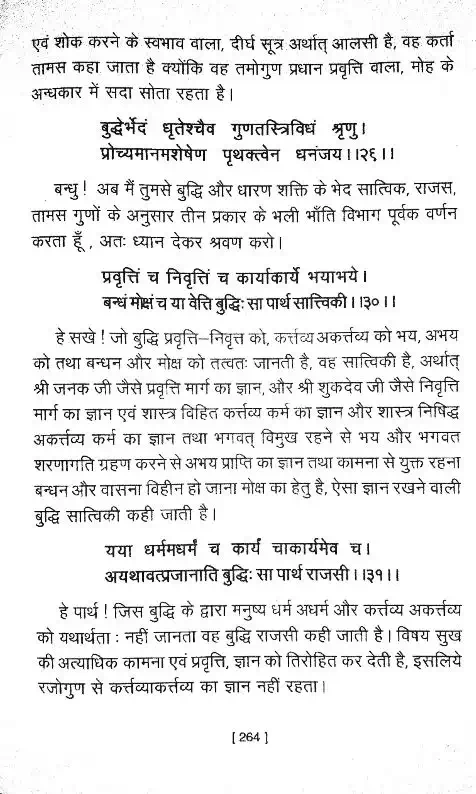 एवं शोक करने के स्वभाव वाला, दीर्घ सूत्र अर्थात् आलसी है, वह कर्ता
तामस कहा जाता है क्योंकि वह तमोगुण प्रधान प्रवृत्ति वाला, मोह के
अन्धकार में सदा सोता रहता है।
बुद्धेर्भेदं धृतेश्चैव गुणतस्त्रिविधं श्रृणु।
प्रोच्यमानमशेषेण पृथक्त्वेन धनंजय।।२६।।
बन्धु! अब मैं तुमसे बुद्धि और धारण शक्ति के भेद सात्विक, राजस,
तामस गुणों के अनुसार तीन प्रकार के भली भाँति विभाग पूर्वक वर्णन
करता हूँ , अतः ध्यान देकर श्रवण करो।
प्रवृत्तिं च निवृत्तिं च कार्याकार्ये भयाभये।
बन्धं मोक्षं च या वेत्ति बुद्धिः सा पार्थ सात्त्विकी।।३०।।
हे सखे ! जो बुद्धि प्रवृत्ति–निवृत्त को, कर्त्तव्य अकर्त्तव्य को भय, अभय
को तथा बन्धन और मोक्ष को तत्वतः जानती है, वह सात्विकी है, अर्थात्
श्री जनक जी जैसे प्रवृत्ति मार्ग का ज्ञान, और श्री शुकदेव जी जैसे निवृत्ति
मार्ग का ज्ञान एवं शास्त्र विहित कर्त्तव्य कर्म का ज्ञान और शास्त्र निषिद्ध
अकर्त्तव्य कर्म का ज्ञान तथा भगवत् विमुख रहने से भय और भगवत
शरणागति ग्रहण करने से अभय प्राप्ति का ज्ञान तथा कामना से युक्त रहना
बन्धन और वासना विहीन हो जाना मोक्ष का हेतु है, ऐसा ज्ञान रखने वाली
बुद्धि सात्विकी कही जाती है।
यया धर्ममधर्मं च कार्यं चाकार्यमेव च।
अयथावत्प्रजानाति बुद्धिः सा पार्थ राजसी।।३१।।
हे पार्थ ! जिस बुद्धि के द्वारा मनुष्य धर्म अधर्म और कर्त्तव्य अकर्त्तव्य
को यथार्थता : नहीं जानता वह बुद्धि राजसी कही जाती है। विषय सुख
की अत्याधिक कामना एवं प्रवृत्ति, ज्ञान को तिरोहित कर देती है, इसलिये
रजोगुण से कर्त्तव्याकर्त्तव्य का ज्ञान नहीं रहता।
[ 264 ]